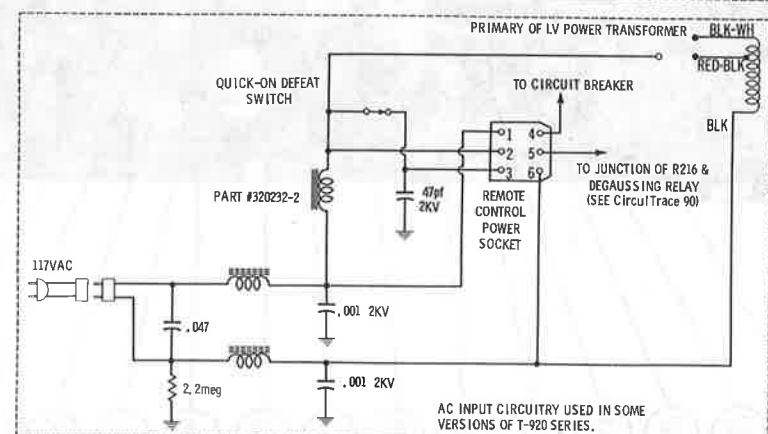 PRIMARY OF LV POWER TRANSFORMER
BLK-WH
RED-BLK
QUICK-ON DEFEAT
SWITCH
TO CIRCUIT BREAKER
BLK
1 4
2 5
3 6
TO JUNCTION OF R216 &
DEGAUSSING RELAY
(SEE CircuiTrace 90)
PART #320232-2
47pf
2KV
REMOTE
CONTROL
POWER
SOCKET
117VAC
.001 2KV
.047
.001 2KV
2.2meg
AC INPUT CIRCUITRY USED IN SOME
VERSIONS OF T-920 SERIES.